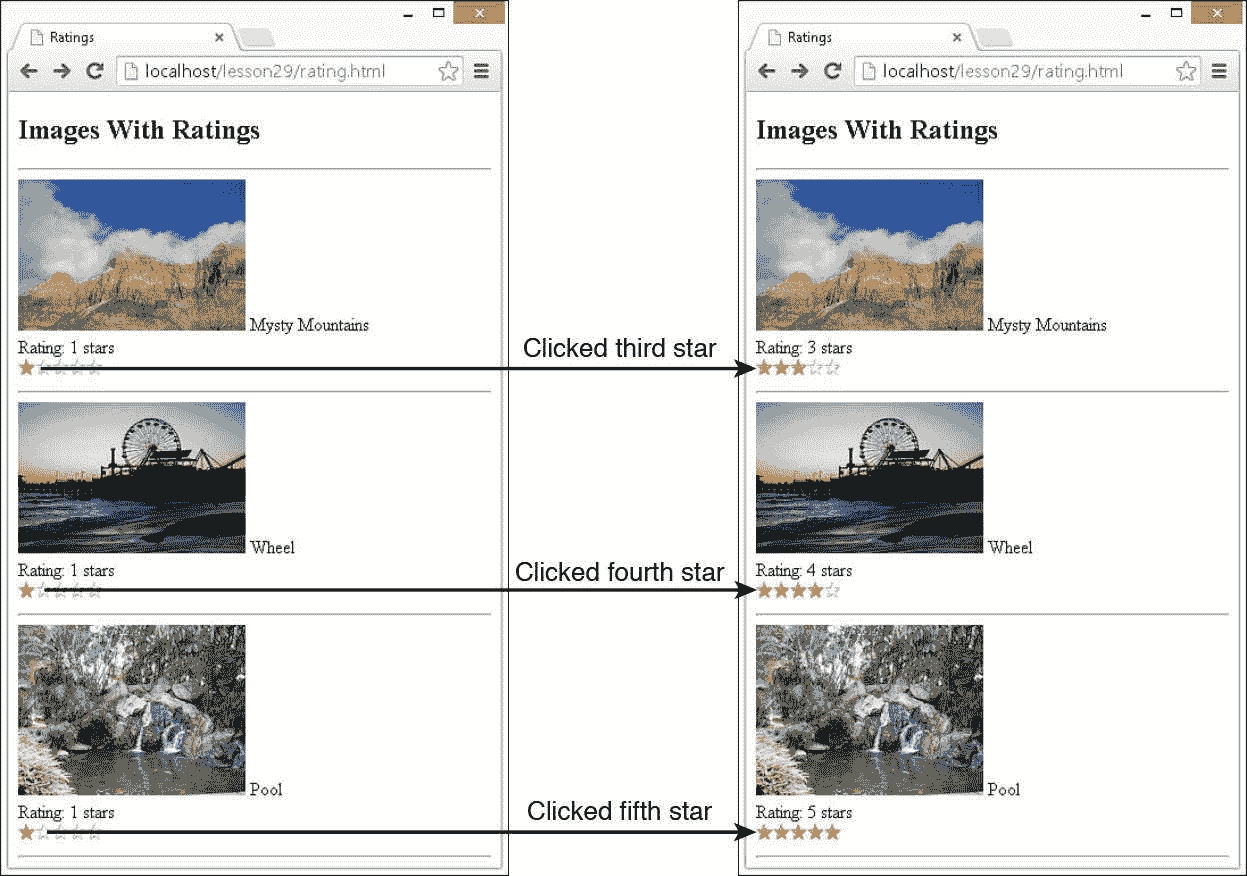 Ratings
localhost/lesson29/rating.html
Images With Ratings
Mysty Mountains
Rating: 1 stars
Wheel
Rating: 1 stars
Pool
Rating: 1 stars
Clicked third star
Clicked fourth star
Clicked fifth star
Ratings
localhost/lesson29/rating.html
Images With Ratings
Mysty Mountains
Rating: 3 stars
Wheel
Rating: 4 stars
Pool
Rating: 5 stars